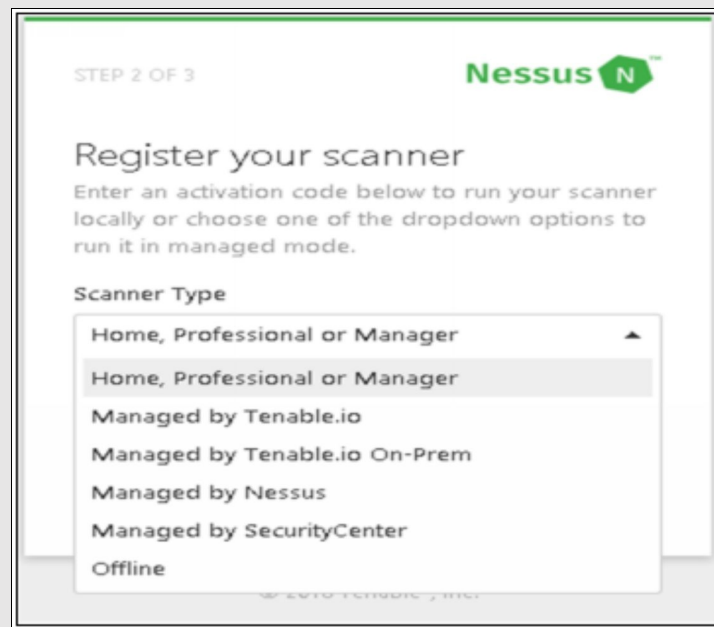 STEP 2 OF 3
Nessus N ™
Register your scanner
Enter an activation code below to run your scanner
locally or choose one of the dropdown options to
run it in managed mode.
Scanner Type
Home, Professional or Manager
Home, Professional or Manager
Managed by Tenable.io
Managed by Tenable.io On-Prem
Managed by Nessus
Managed by SecurityCenter
Offline